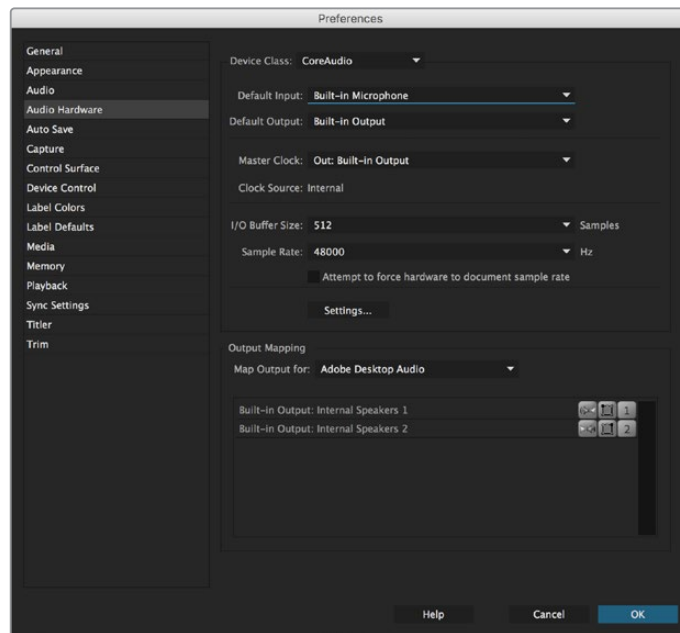 Preferences
General
Appearance
Audio
Audio Hardware
Auto Save
Capture
Control Surface
Device Control
Label Colors
Label Defaults
Media
Memory
Playback
Sync Settings
Titler
Trim
Device Class: CoreAudio
Default Input: Built-in Microphone
Default Output: Built-in Output
Master Clock: Out: Built-in Output
Clock Source: Internal
I/O Buffer Size: 512 Samples
Sample Rate: 48000 Hz
Attempt to force hardware to document sample rate
Settings...
Output Mapping
Map Output for: Adobe Desktop Audio
Built-in Output: Internal Speakers 1 1
Built-in Output: Internal Speakers 2 2
Help Cancel OK